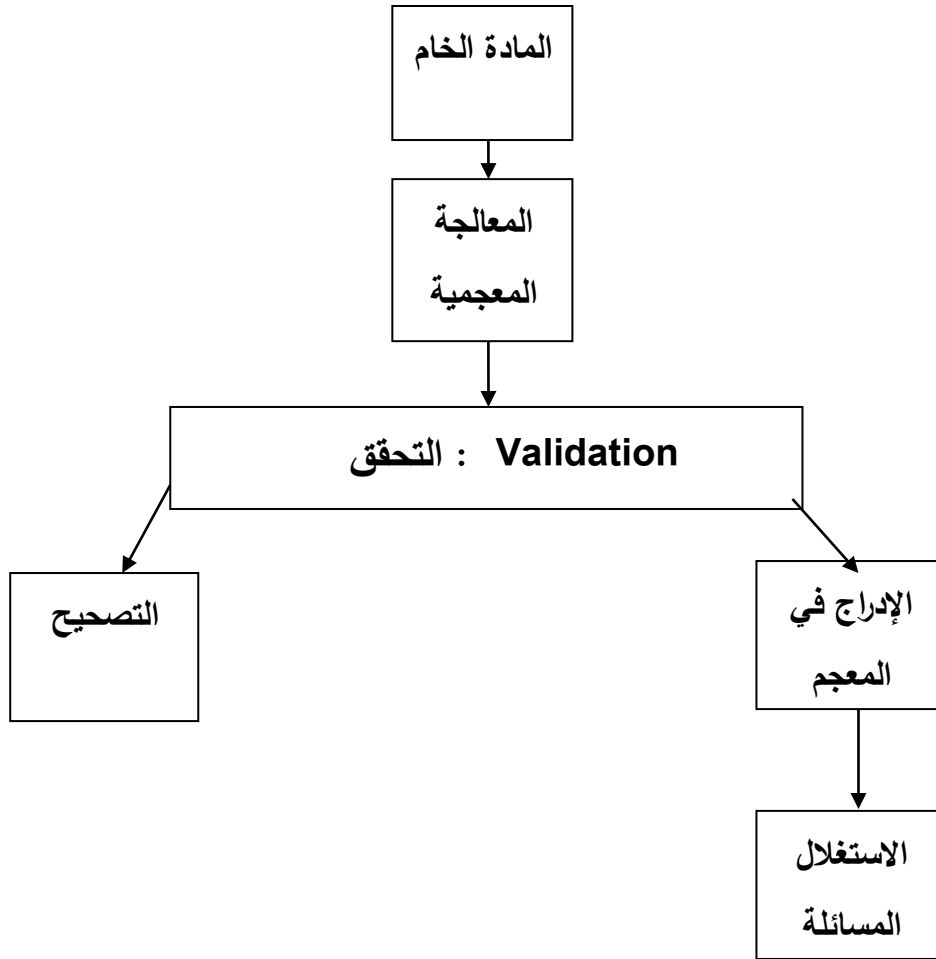 المادة الخام
المعالجة
المعجمية
Validation : التحقق
الإدراج في
المعجم
الاستغلال
المسائلة
التصحيح